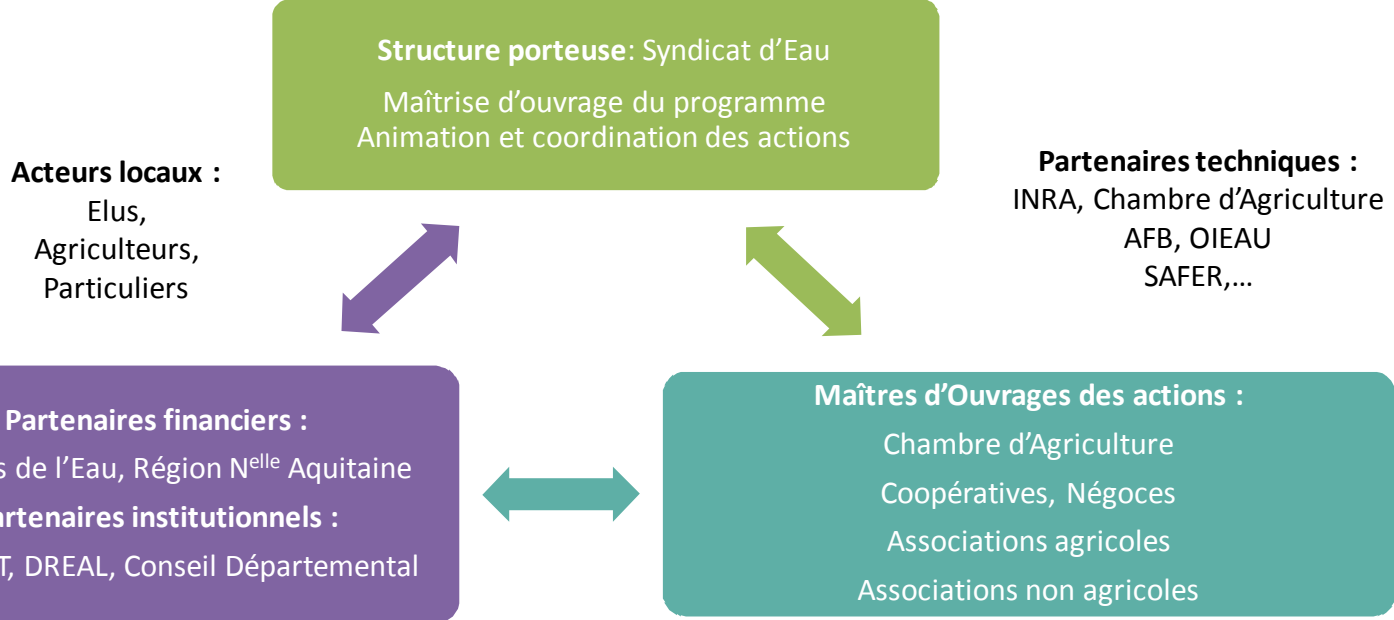 Structure porteuse: Syndicat d'Eau
Maîtrise d'ouvrage du programme
Animation et coordination des actions
Acteurs locaux :
Elus,
Agriculteurs,
Particuliers
Partenaires techniques :
INRA, Chambre d'Agriculture
AFB, OIEAU
SAFER,...
Partenaires financiers :
de l'Eau, Région Nelle Aquitaine
institutionnels :
DREAL, Conseil Départemental
Maîtres d'Ouvrages des actions :
Chambre d'Agriculture
Coopératives, Négoces
Associations agricoles
Associations non agricoles